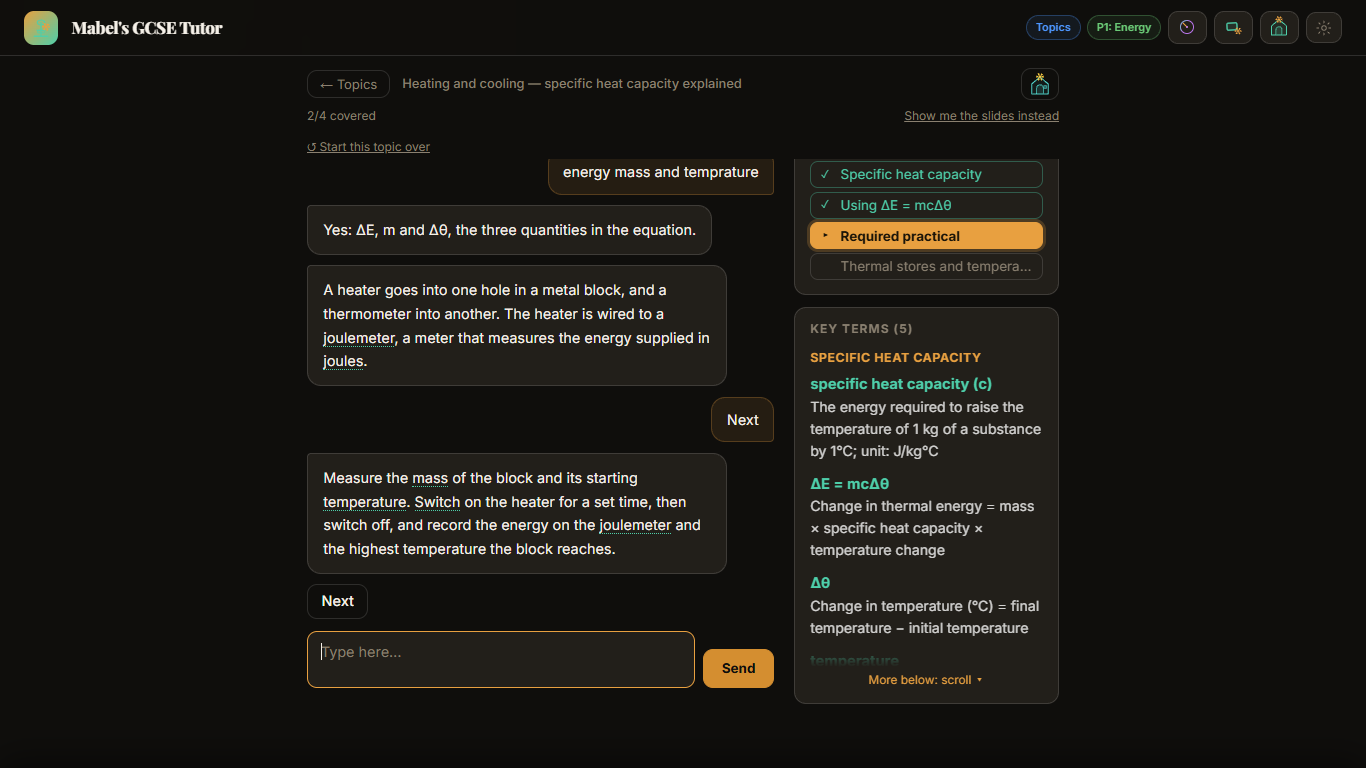 Mabel's GCSE Tutor
Topics
P1: Energy
← Topics
Heating and cooling — specific heat capacity explained
2/4 covered
Show me the slides instead
↺ Start this topic over
energy mass and temprature
Yes: ΔE, m and Δθ, the three quantities in the equation.
A heater goes into one hole in a metal block, and a
thermometer into another. The heater is wired to a
joulemeter, a meter that measures the energy supplied in
joules.
Next
Measure the mass of the block and its starting
temperature. Switch on the heater for a set time, then
switch off, and record the energy on the joulemeter and
the highest temperature the block reaches.
Next
Type here...
Send
✓ Specific heat capacity
✓ Using ΔE = mcΔθ
‣ Required practical
Thermal stores and tempera...
KEY TERMS (5)
SPECIFIC HEAT CAPACITY
specific heat capacity (c)
The energy required to raise the
temperature of 1 kg of a substance
by 1°C; unit: J/kg°C
ΔE = mcΔθ
Change in thermal energy = mass
× specific heat capacity ×
temperature change
Δθ
Change in temperature (°C) = final
temperature − initial temperature
temperature
More below: scroll ▾